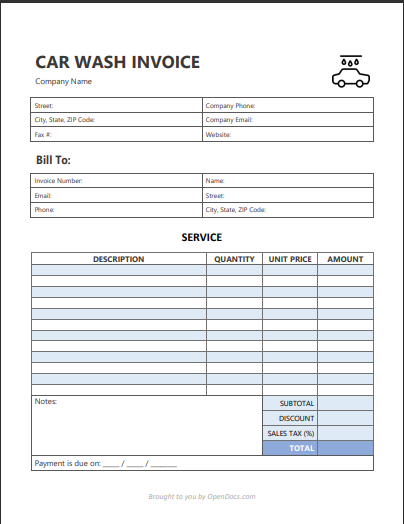 CAR WASH INVOICE
Company Name
Street: Company Phone:
City, State, ZIP Code: Company Email:
Fax #: Website:
Bill To:
Invoice Number: Name:
Email: Street:
Phone: City, State, ZIP Code:
SERVICE
DESCRIPTION QUANTITY UNIT PRICE AMOUNT
Notes:
SUBTOTAL
DISCOUNT
SALES TAX (%)
TOTAL
Payment is due on: ____ / ____ / ______
Brought to you by OpenDocs.com